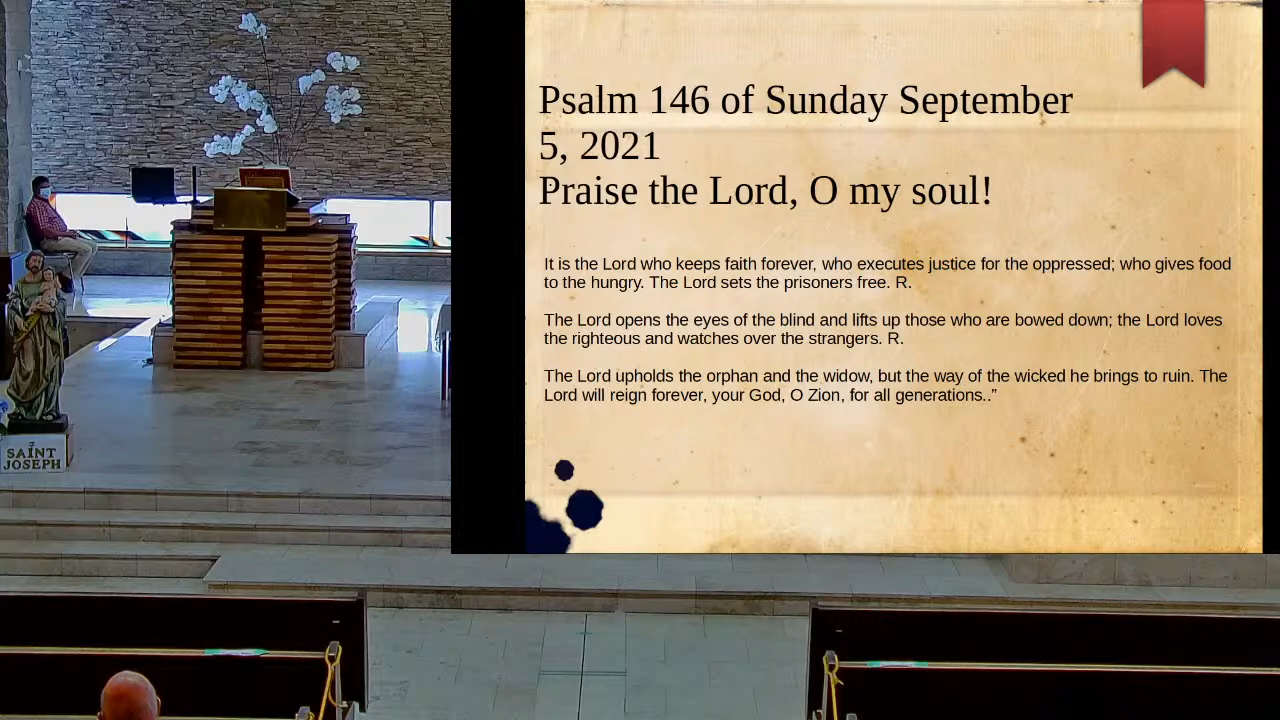 Psalm 146 of Sunday September
5, 2021
Praise the Lord, O my soul!
It is the Lord who keeps faith forever, who executes justice for the oppressed; who gives food
to the hungry. The Lord sets the prisoners free. R.
The Lord opens the eyes of the blind and lifts up those who are bowed down; the Lord loves
the righteous and watches over the strangers. R.
The Lord upholds the orphan and the widow, but the way of the wicked he brings to ruin. The
Lord will reign forever, your God, O Zion, for all generations..”
SAINT
JOSEPH